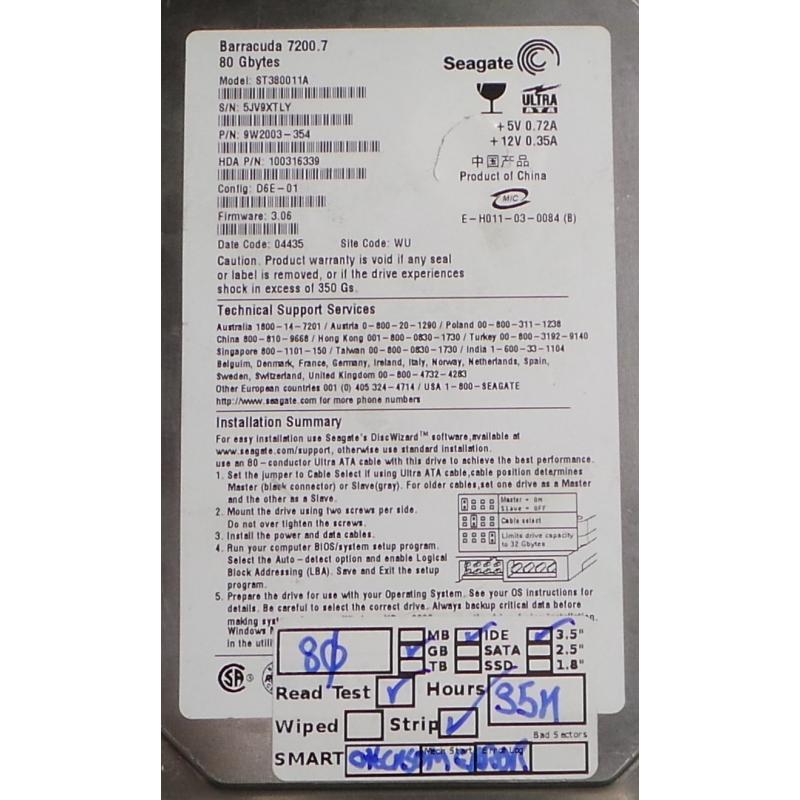 Barracuda 7200.7
80 Gbytes
Model: ST380011A
S/N: 5JV9XTLY
P/N: 9W2003-354
HDA P/N: 100316339
Config: D6E-01
Firmware: 3.06
Date Code: 04435 Site Code: WU
Seagate
ULTRA
ATA
+5V 0.72A
+12V 0.35A
中国产品
Product of China
MIC
E-H011-03-0084 (B)
Caution. Product warranty is void if any seal
or label is removed, or if the drive experiences
shock in excess of 350 Gs.
Technical Support Services
Australia 1800-14-7201 / Austria 0-800-20-1290 / Poland 00-800-311-1238
China 800-810-9668 / Hong Kong 001-800-0830-1730 / Turkey 00-800-3192-9140
Singapore 800-1101-150 / Taiwan 00-800-0830-1730 / India 1-600-33-1104
Belguim, Denmark, France, Germany, Ireland, Italy, Norway, Netherlands, Spain,
Sweden, Switzerland, United Kingdom 00-800-4732-4283
Other European countries 001 (0) 405 324-4714 / USA 1-800-SEAGATE
http://www.seagate.com for more phone numbers
Installation Summary
For easy installation use Seagate's DiscWizard™ software,available at
www.seagate.com/support, otherwise use standard installation.
use an 80-conductor Ultra ATA cable with this drive to achieve the best performance.
1. Set the jumper to Cable Select if using Ultra ATA cable,cable position determines
Master (black connector) or Slave(gray). For older cables,set one drive as a Master
and the other as a Slave.
2. Mount the drive using two screws per side.
Do not over tighten the screws.
3. Install the power and data cables.
4. Run your computer BIOS/system setup program.
Select the Auto-detect option and enable Logical
Block Addressing (LBA). Save and Exit the setup
program.
Master = ON
Slave = OFF
Cable select
Limits drive capacity
to 32 Gbytes
5. Prepare the drive for use with your Operating System. See your OS instructions for
details. Be careful to select the correct drive. Always backup critical data before
making
Windows
in the
80
MB IDE 3.5"
GB SATA 2.5"
TB SSD 1.8"
Read Test Hours 35H
Wiped Strip
Bad Sectors
SMART Mech Start Error Log